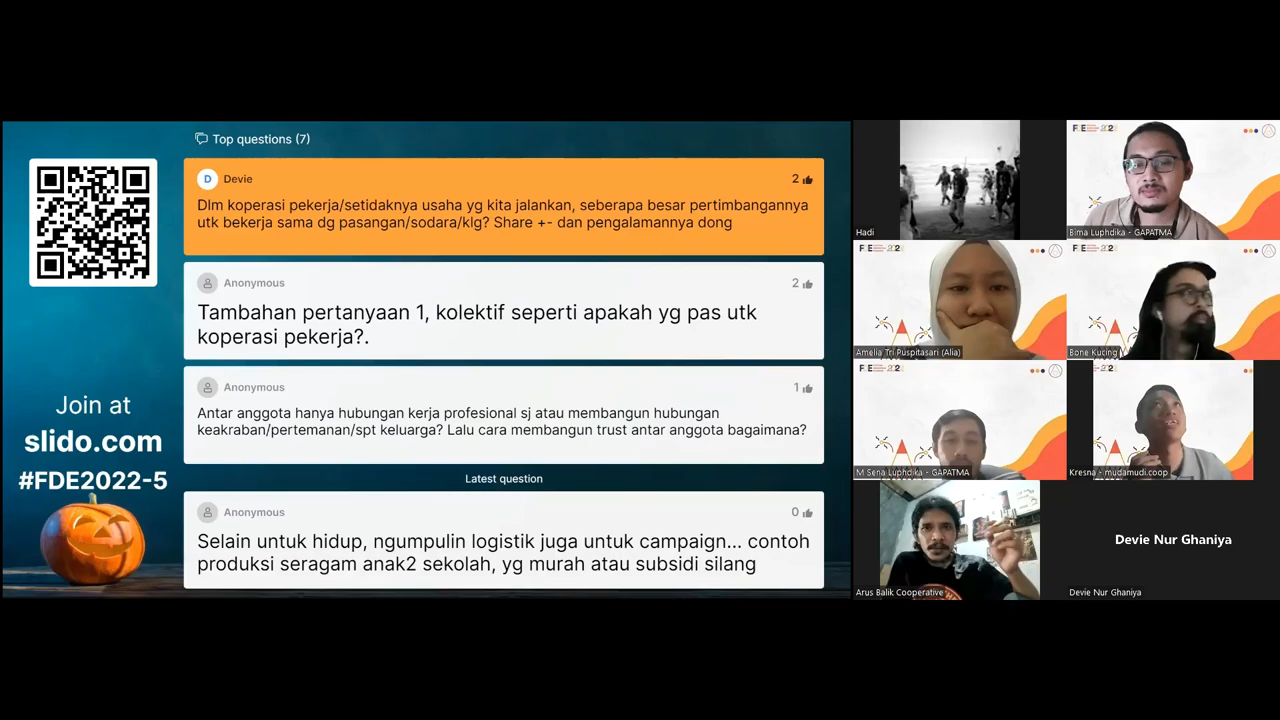 Top questions (7)
D Devie 2
Dlm koperasi pekerja/setidaknya usaha yg kita jalankan, seberapa besar pertimbangannya
utk bekerja sama dg pasangan/sodara/klg? Share +- dan pengalamannya dong
Anonymous 2
Tambahan pertanyaan 1, kolektif seperti apakah yg pas utk
koperasi pekerja?.
Anonymous 1
Antar anggota hanya hubungan kerja profesional sj atau membangun hubungan
keakraban/pertemanan/spt keluarga? Lalu cara membangun trust antar anggota bagaimana?
Latest question
Anonymous 0
Selain untuk hidup, ngumpulin logistik juga untuk campaign... contoh
produksi seragam anak2 sekolah, yg murah atau subsidi silang
Join at
slido.com
#FDE2022-5
Hadi
Bima Luphdika - GAPATMA
Amelia Tri Puspitasari (Alia)
Bone Kucing
M Sena Luphdika - GAPATMA
Kresna - mudamudi.coop
Arus Balik Cooperative
Devie Nur Ghaniya
Devie Nur Ghaniya